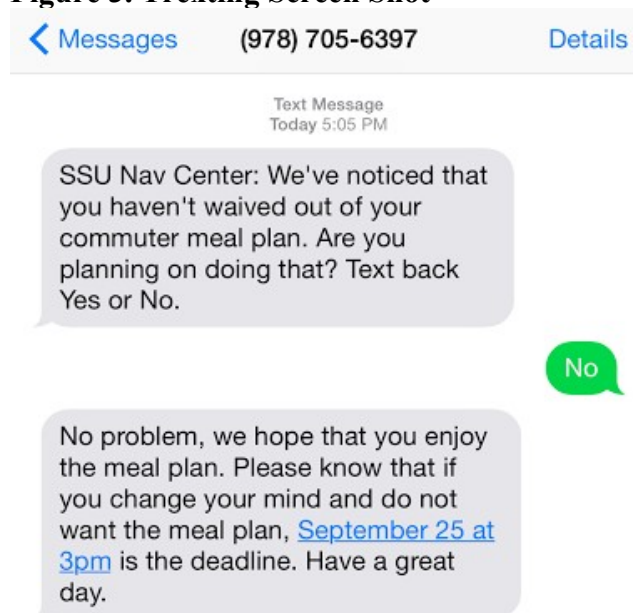 Figure 3. Trexting Screen Shot
Messages (978) 705-6397 Details
Text Message
Today 5:05 PM
SSU Nav Center: We've noticed that
you haven't waived out of your
commuter meal plan. Are you
planning on doing that? Text back
Yes or No.
No
No problem, we hope that you enjoy
the meal plan. Please know that if
you change your mind and do not
want the meal plan, September 25 at
3pm is the deadline. Have a great
day.